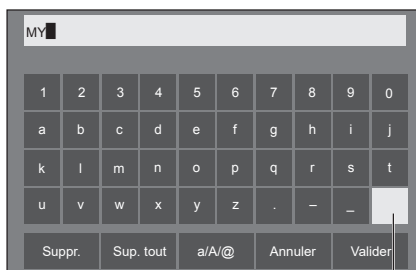 MY
1 2 3 4 5 6 7 8 9 0
a b c d e f g h i j
k l m n o p q r s t
u v w x y z . – _
Suppr. Sup. tout a/A/@ Annuler Valider